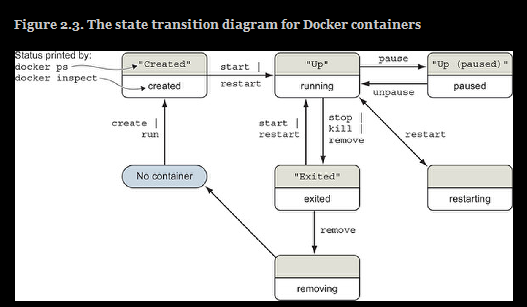 Figure 2.3. The state transition diagram for Docker containers
Status printed by:
docker ps
docker inspect
"Created"
created
start |
restart
"Up"
running
pause
unpause
"Up (paused)"
paused
create |
run
start |
restart
stop |
kill |
remove
restart
No container
"Exited"
exited
restarting
remove
removing